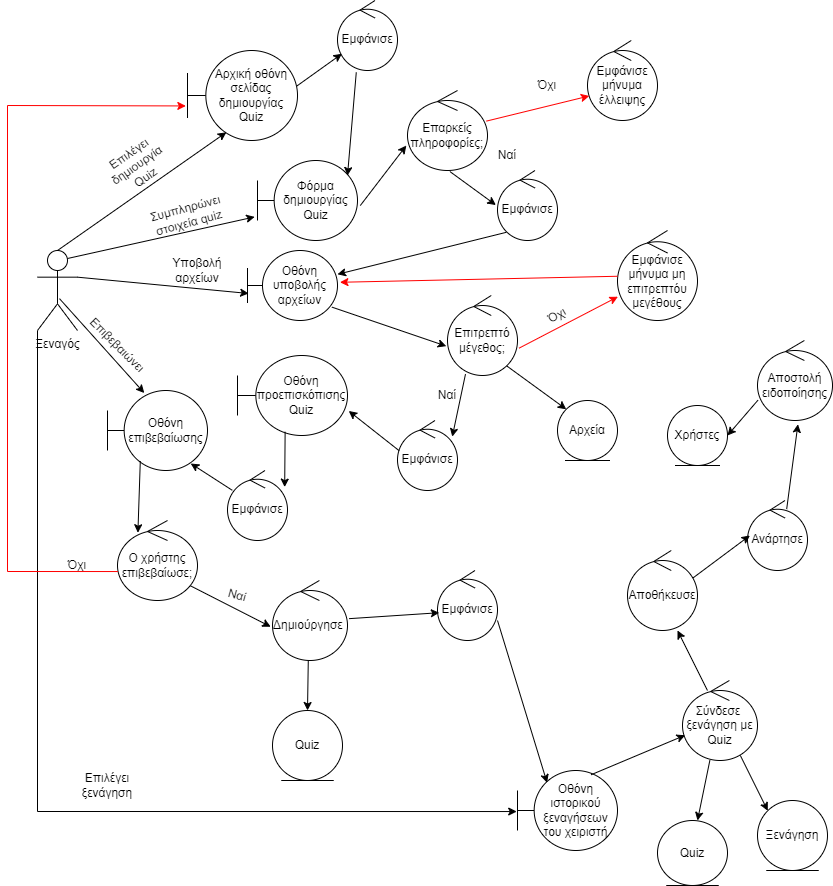 Εμφάνισε
Αρχική οθόνη
σελίδας
δημιουργίας
Quiz
Εμφάνισε
μήνυμα
έλλειψης
Όχι
Επαρκείς
πληροφορίες;
Ναί
Επιλέγει
δημιουργία
Quiz
Φόρμα
δημιουργίας
Quiz
Συμπληρώνει
στοιχεία quiz
Εμφάνισε
Υποβολή
αρχείων
Οθόνη
υποβολής
αρχείων
Εμφάνισε
μήνυμα μη
επιτρεπτόυ
μεγέθους
Όχι
Επιτρεπτό
μέγεθος;
Ξεναγός
Επιβεβαιώνει
Ναί
Οθόνη
προεπισκόπισης
Quiz
Αποστολή
ειδοποίησης
Οθόνη
επιβεβαίωσης
Αρχεία
Χρήστες
Εμφάνισε
Εμφάνισε
Ανάρτησε
Όχι
Ο χρήστης
επιβεβαίωσε;
Ναί
Αποθήκευσε
Δημιούργησε
Εμφάνισε
Σύνδεσε
ξενάγηση με
Quiz
Quiz
Επιλέγει
ξενάγηση
Οθόνη
ιστορικού
ξεναγήσεων
του χειριστή
Quiz
Ξενάγηση